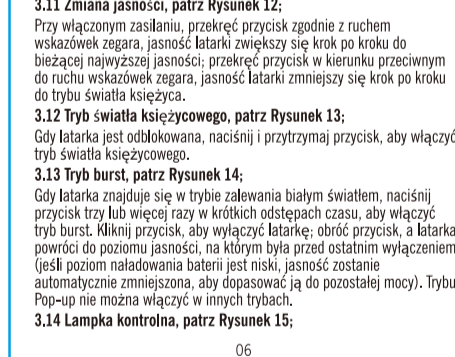 3.11 Zmiana jasności, patrz Rysunek 12;
Przy włączonym zasilaniu, przekręć przycisk zgodnie z ruchem
wskazówek zegara, jasność latarki zwiększy się krok po kroku do
bieżącej najwyższej jasności; przekręć przycisk w kierunku przeciwnym
do ruchu wskazówek zegara, jasność latarki zmniejszy się krok po kroku
do trybu światła księżyca.
3.12 Tryb światła księżycowego, patrz Rysunek 13;
Gdy latarka jest odblokowana, naciśnij i przytrzymaj przycisk, aby włączyć
tryb światła księżycowego.
3.13 Tryb burst, patrz Rysunek 14;
Gdy latarka znajduje się w trybie zalewania białym światłem, naciśnij
przycisk trzy lub więcej razy w krótkich odstępach czasu, aby włączyć
tryb burst. Kliknij przycisk, aby wyłączyć latarkę; obróć przycisk, a latarka
powróci do poziomu jasności, na którym była przed ostatnim wyłączeniem
(jeśli poziom naładowania baterii jest niski, jasność zostanie
automatycznie zmniejszona, aby dopasować ją do pozostałej mocy). Trybu
Pop-up nie można włączyć w innych trybach.
3.14 Lampka kontrolna, patrz Rysunek 15;
06